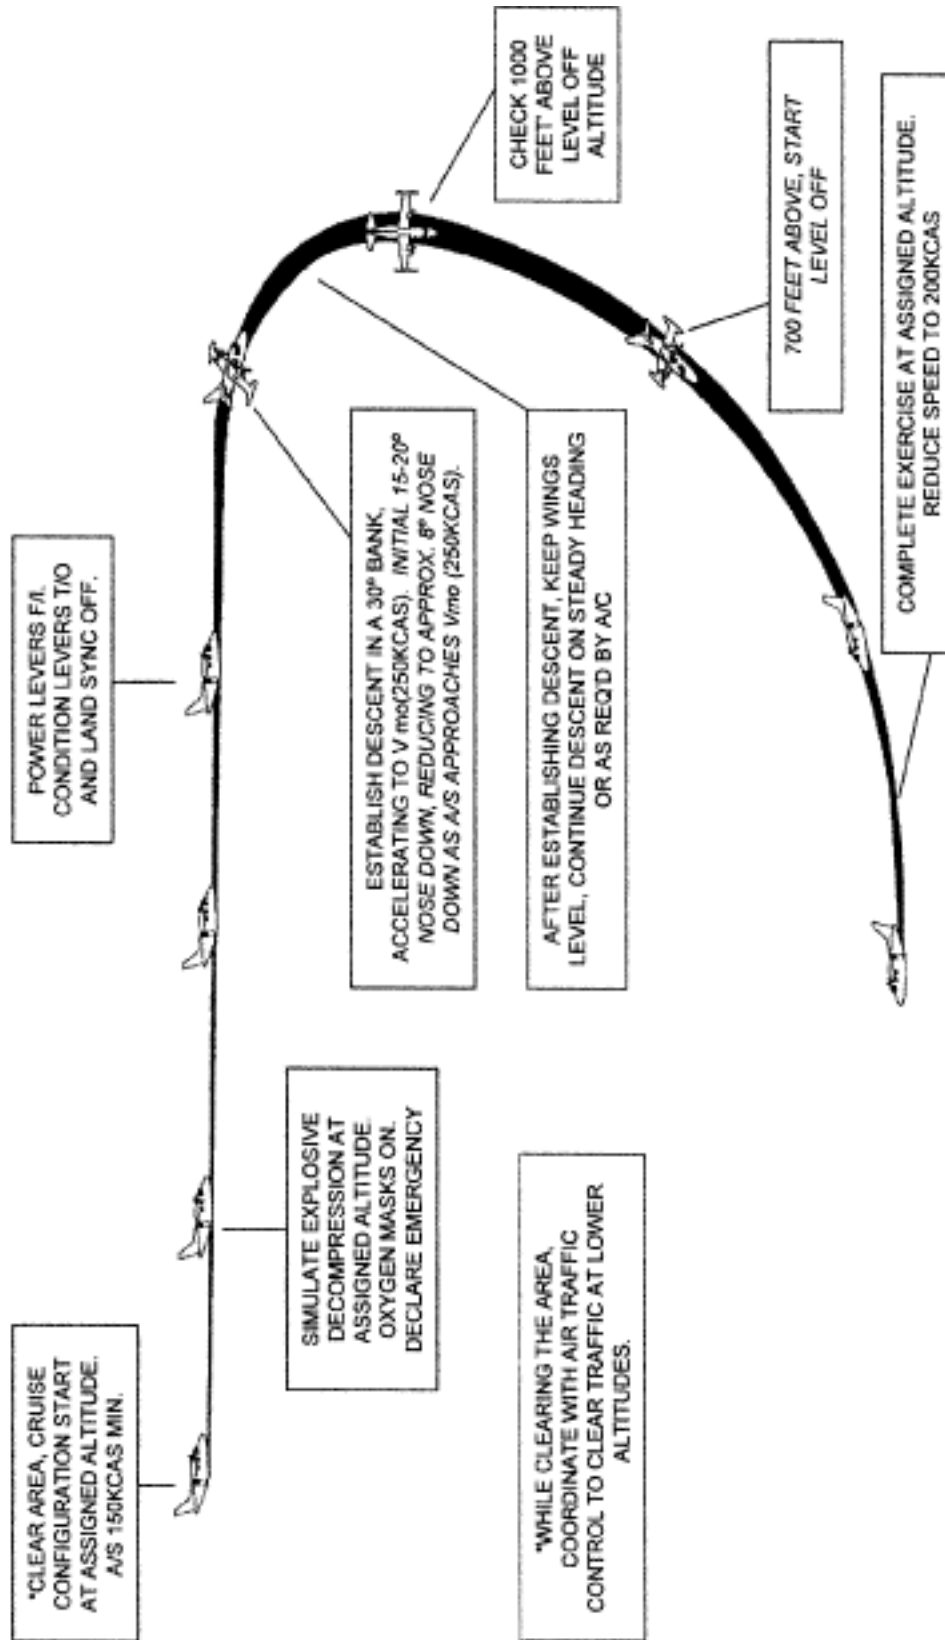 *CLEAR AREA, CRUISE
CONFIGURATION START
AT ASSIGNED ALTITUDE.
A/S 150KCAS MIN.
SIMULATE EXPLOSIVE
DECOMPRESSION AT
ASSIGNED ALTITUDE.
OXYGEN MASKS ON.
DECLARE EMERGENCY
POWER LEVERS F/I.
CONDITION LEVERS T/O
AND LAND SYNC OFF.
ESTABLISH DESCENT IN A 30º BANK,
ACCELERATING TO V mo(250KCAS). INITIAL 15-20º
NOSE DOWN, REDUCING TO APPROX. 8º NOSE
DOWN AS A/S APPROACHES Vmo (250KCAS).
AFTER ESTABLISHING DESCENT, KEEP WINGS
LEVEL, CONTINUE DESCENT ON STEADY HEADING
OR AS REQ'D BY A/C
CHECK 1000
FEET' ABOVE
LEVEL OFF
ALTITUDE
700 FEET ABOVE, START
LEVEL OFF
COMPLETE EXERCISE AT ASSIGNED ALTITUDE.
REDUCE SPEED TO 200KCAS
*WHILE CLEARING THE AREA,
COORDINATE WITH AIR TRAFFIC
CONTROL TO CLEAR TRAFFIC AT LOWER
ALTITUDES.